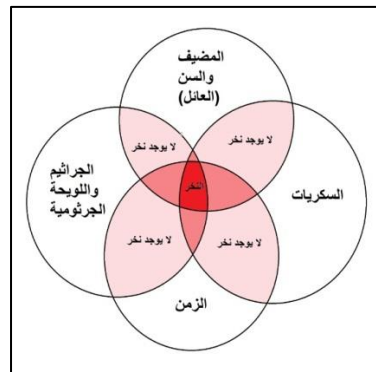 المضيف
والسن
(العائل)
لا يوجد نخر
لا يوجد نخر
الجراثيم
واللويحة
الجرثومية
النخر
السكريات
لا يوجد نخر
لا يوجد نخر
الزمن